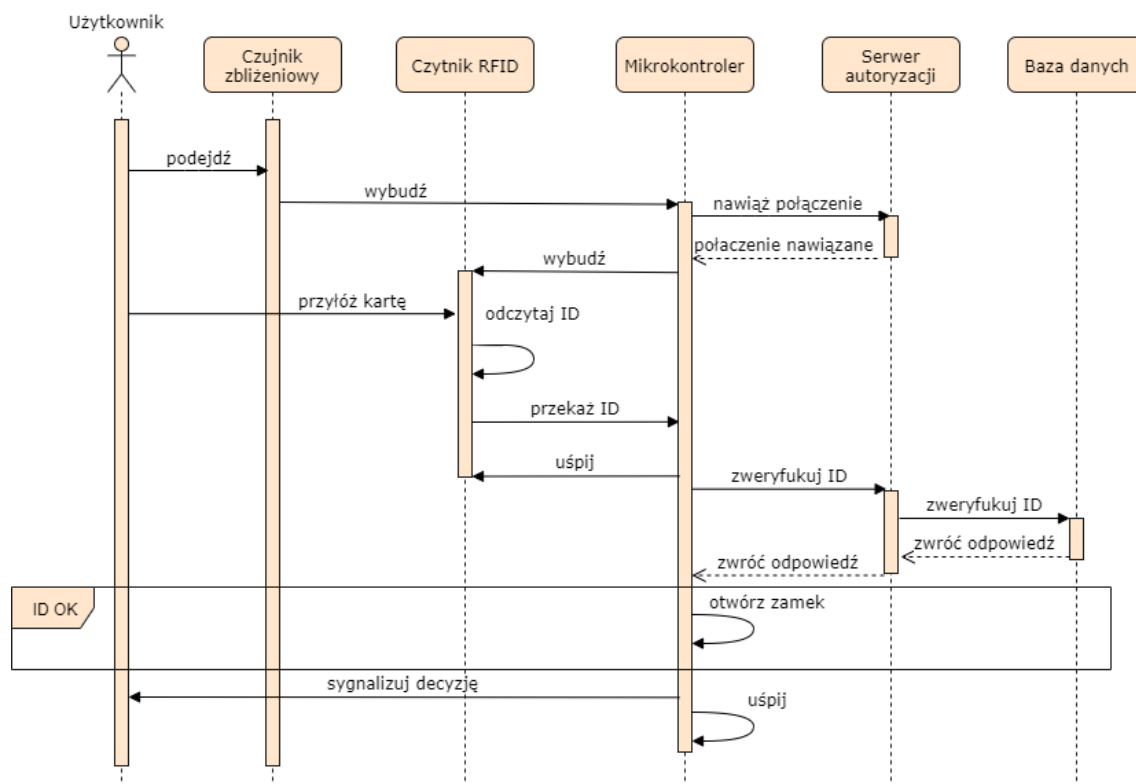 Użytkownik
Czujnik
zbliżeniowy
Czytnik RFID
Mikrokontroler
Serwer
autoryzacji
Baza danych
podejdź
wybudź
nawiąż połączenie
połaczenie nawiązane
wybudź
przyłóż kartę
odczytaj ID
przekaż ID
uśpij
zweryfukuj ID
zweryfukuj ID
zwróć odpowiedź
zwróć odpowiedź
ID OK
otwórz zamek
sygnalizuj decyzję
uśpij